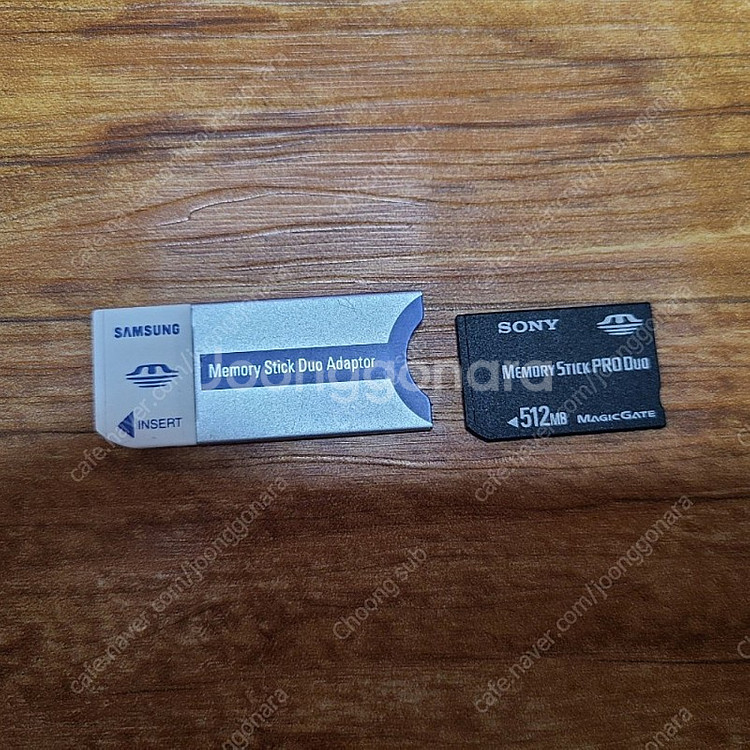 SAMSUNG
Memory Stick Duo Adaptor
INSERT
SONY
MEMORY STICK PRO DUO
512MB MAGICGATE
Joonggonara
cafe.naver.com/joonggonara
Choong sub